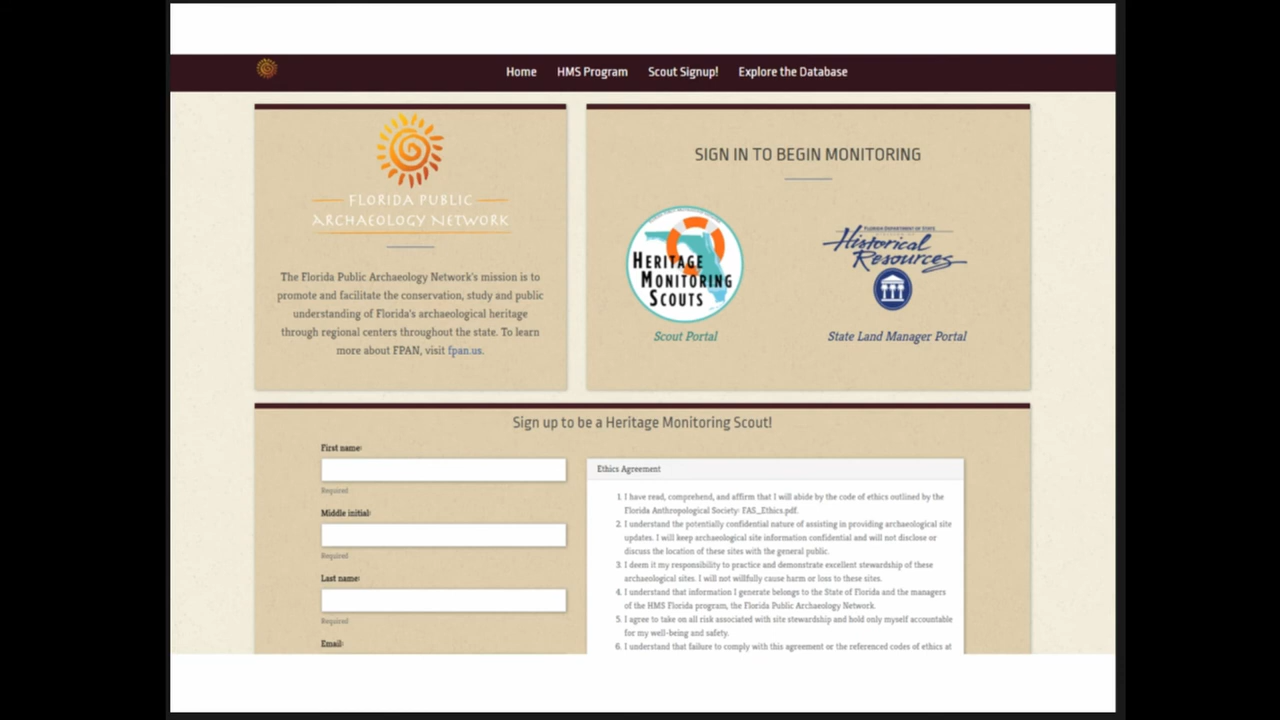 Home HMS Program Scout Signup! Explore the Database
FLORIDA PUBLIC
ARCHAEOLOGY NETWORK
The Florida Public Archaeology Network's mission is to
promote and facilitate the conservation, study and public
understanding of Florida's archaeological heritage
through regional centers throughout the state. To learn
more about FPAN, visit fpan.us.
SIGN IN TO BEGIN MONITORING
HERITAGE
MONITORING
SCOUTS
Scout Portal
FLORIDA DEPARTMENT OF STATE
Historical
Resources
State Land Manager Portal
Sign up to be a Heritage Monitoring Scout!
First name:
Required
Middle initial:
Required
Last name:
Required
Email:
Ethics Agreement
1. I have read, comprehend, and affirm that I will abide by the code of ethics outlined by the
Florida Anthropological Society: FAS_Ethics.pdf.
2. I understand the potentially confidential nature of assisting in providing archaeological site
updates. I will keep archaeological site information confidential and will not disclose or
discuss the location of these sites with the general public.
3. I deem it my responsibility to practice and demonstrate excellent stewardship of these
archaeological sites. I will not willfully cause harm or loss to these sites.
4. I understand that information I generate belongs to the State of Florida and the managers
of the HMS Florida program, the Florida Public Archaeology Network.
5. I agree to take on all risk associated with site stewardship and hold only myself accountable
for my well-being and safety.
6. I understand that failure to comply with this agreement or the referenced codes of ethics at